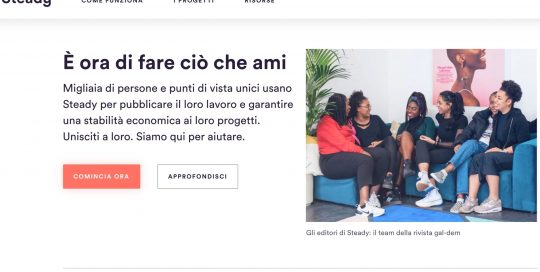 Steady
COME FUNZIONA
I PROGETTI
RISORSE
È ora di fare ciò che ami
Migliaia di persone e punti di vista unici usano
Steady per pubblicare il loro lavoro e garantire
una stabilità economica ai loro progetti.
Unisciti a loro. Siamo qui per aiutare.
COMINCIA ORA
APPROFONDISCI
Gli editori di Steady: il team della rivista gal-dem